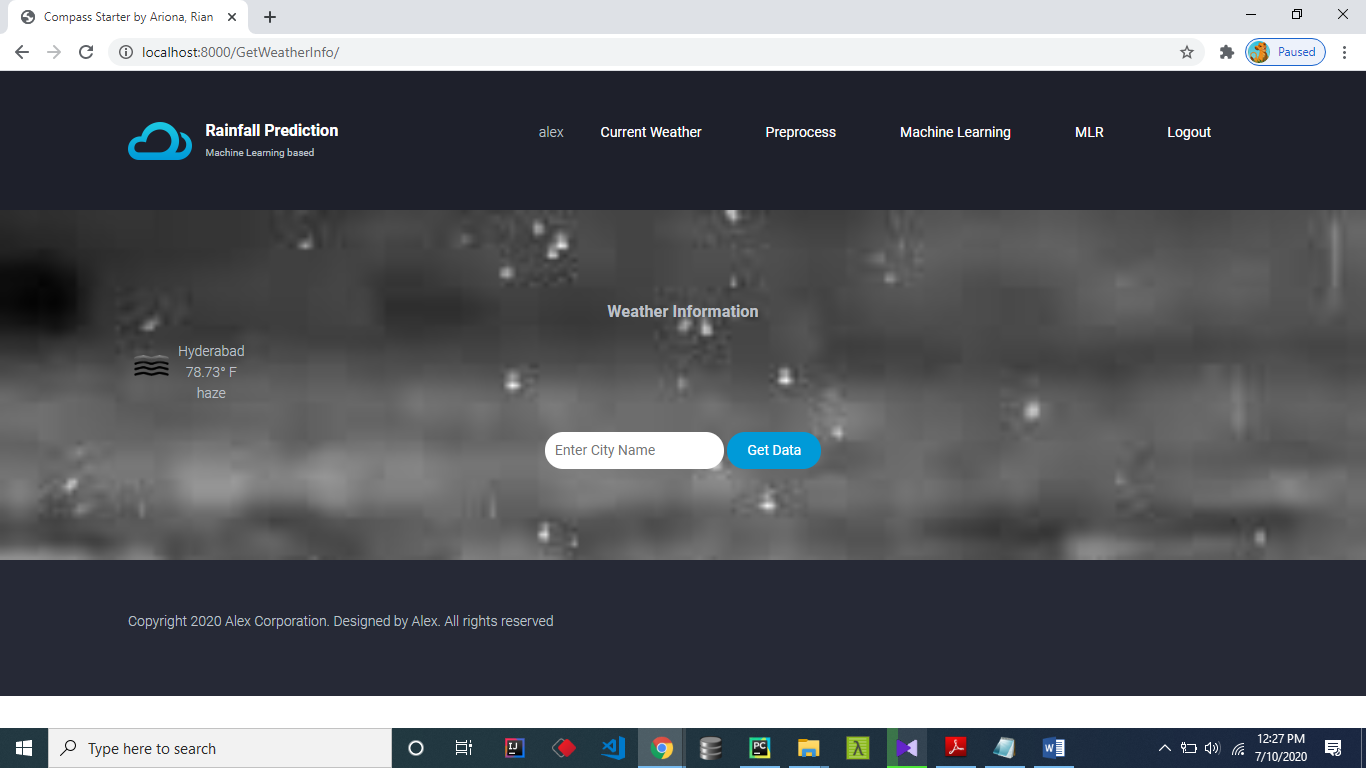 Compass Starter by Ariona, Rian
localhost:8000/GetWeatherInfo/
Paused
Rainfall Prediction
Machine Learning based
alex Current Weather Preprocess Machine Learning MLR Logout
Weather Information
Hyderabad
78.73° F
haze
Enter City Name Get Data
Copyright 2020 Alex Corporation. Designed by Alex. All rights reserved
Type here to search
IJ
PC
λ
W
12:27 PM
7/10/2020